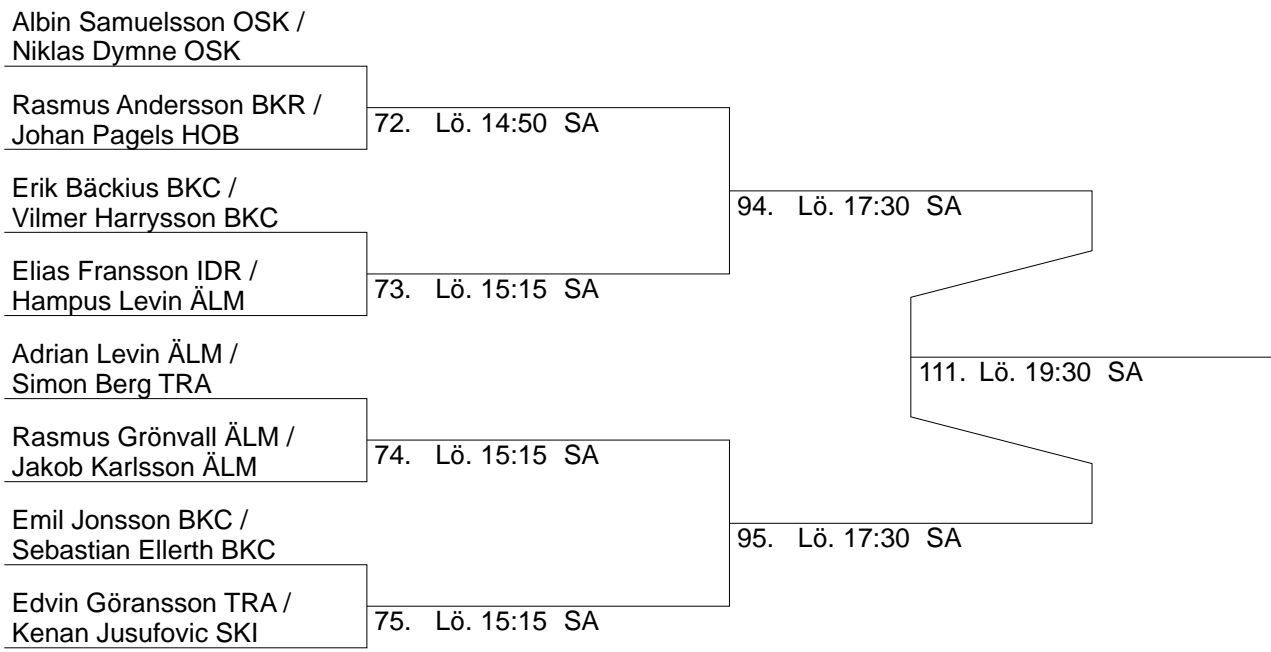 Albin Samuelsson OSK /
Niklas Dymne OSK
Rasmus Andersson BKR /
Johan Pagels HOB
72. Lö. 14:50 SA
Erik Bäckius BKC /
Vilmer Harrysson BKC
94. Lö. 17:30 SA
Elias Fransson IDR /
Hampus Levin ÄLM
73. Lö. 15:15 SA
Adrian Levin ÄLM /
Simon Berg TRA
111. Lö. 19:30 SA
Rasmus Grönvall ÄLM /
Jakob Karlsson ÄLM
74. Lö. 15:15 SA
Emil Jonsson BKC /
Sebastian Ellerth BKC
95. Lö. 17:30 SA
Edvin Göransson TRA /
Kenan Jusufovic SKI
75. Lö. 15:15 SA